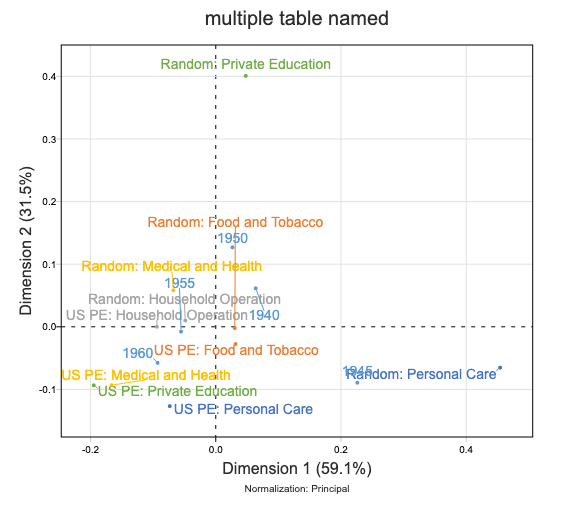 multiple table named
Random: Private Education
0.4
0.3
0.2
Random: Food and Tobacco
1950
Random: Medical and Health
0.1
1955
Random: Household Operation
US PE: Household Operation
1940
0.0
1960
US PE: Food and Tobacco
1945
Random: Personal Care
US PE: Medical and Health
US PE: Private Education
-0.1
US PE: Personal Care
-0.2
0.0
0.2
0.4
Dimension 2 (31.5%)
Dimension 1 (59.1%)
Normalization: Principal